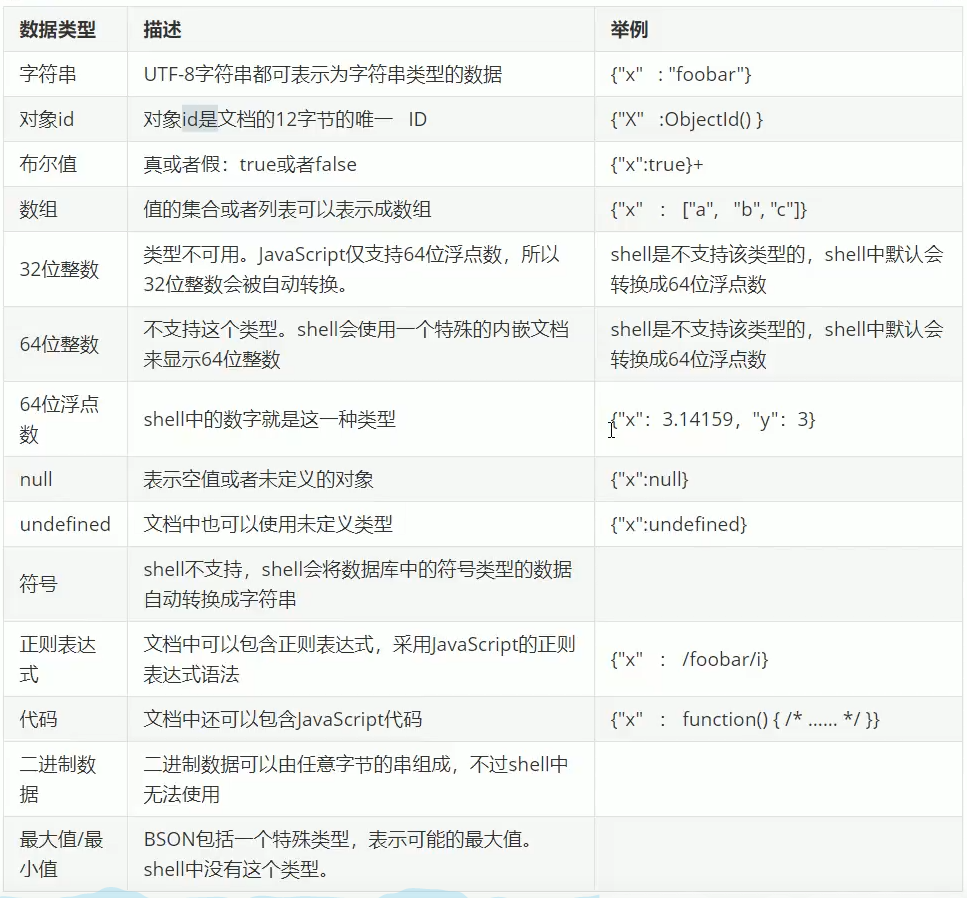 数据类型 描述 举例
字符串 UTF-8字符串都可表示为字符串类型的数据 {"x" : "foobar"}
对象id 对象id是文档的12字节的唯一 ID {"X" :ObjectId() }
布尔值 真或者假：true或者false {"x":true}+
数组 值的集合或者列表可以表示成数组 {"x" ： ["a"， "b", "c"]}
32位整数 类型不可用。JavaScript仅支持64位浮点数，所以
32位整数会被自动转换。 shell是不支持该类型的，shell中默认会
转换成64位浮点数
64位整数 不支持这个类型。shell会使用一个特殊的内嵌文档
来显示64位整数 shell是不支持该类型的，shell中默认会
转换成64位浮点数
64位浮点
数 shell中的数字就是这一种类型 {"x"：3.14159，"y"：3}
null 表示空值或者未定义的对象 {"x":null}
undefined 文档中也可以使用未定义类型 {"x":undefined}
符号 shell不支持，shell会将数据库中的符号类型的数据
自动转换成字符串
正则表达
式 文档中可以包含正则表达式，采用JavaScript的正则
表达式语法 {"x" ： /foobar/i}
代码 文档中还可以包含JavaScript代码 {"x" ： function() { /* …… */ }}
二进制数
据 二进制数据可以由任意字节的串组成，不过shell中
无法使用
最大值/最
小值 BSON包括一个特殊类型，表示可能的最大值。
shell中没有这个类型。